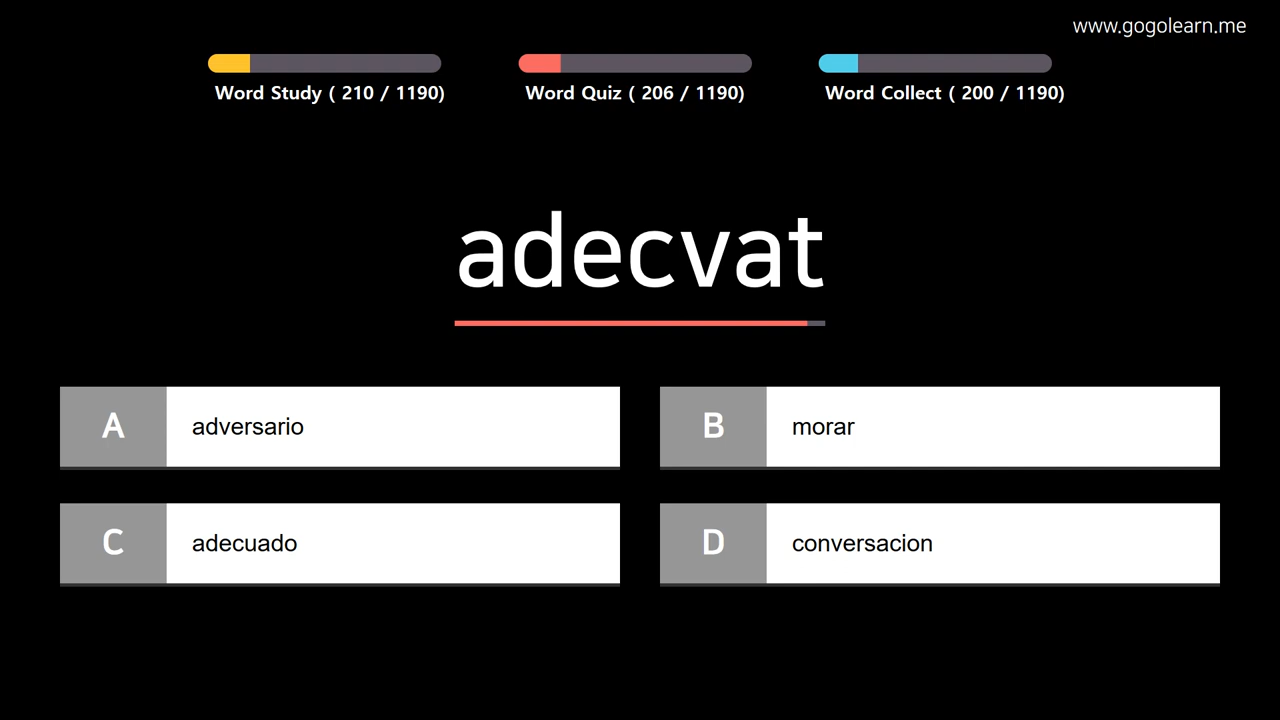 www.gogolearn.me
Word Study ( 210 / 1190)
Word Quiz ( 206 / 1190)
Word Collect ( 200 / 1190)
adecvat
A adversario
B morar
C adecuado
D conversacion